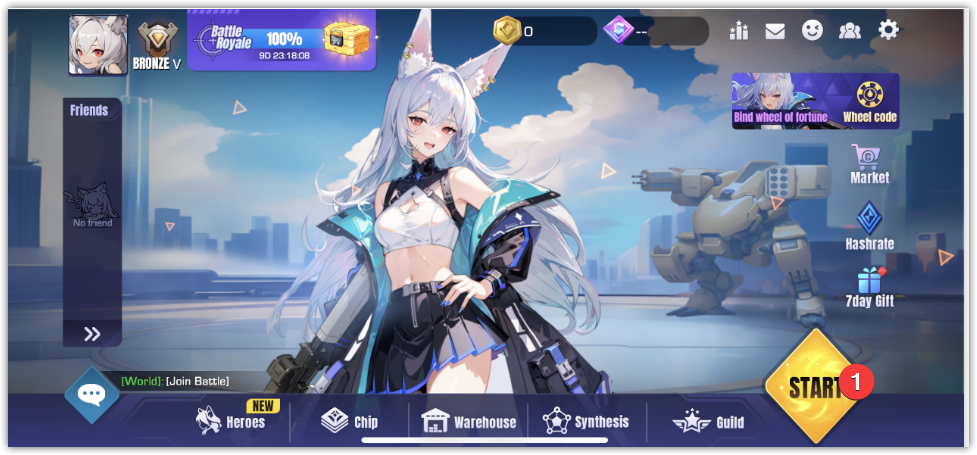 Battle
Royale
100%
9D 23:18:08
BRONZE V
0
--
Friends
No friend
Bind wheel of fortune
Wheel code
Market
Hashrate
7day Gift
[World]: [Join Battle]
START
1
NEW
Heroes
Chip
Warehouse
Synthesis
Guild